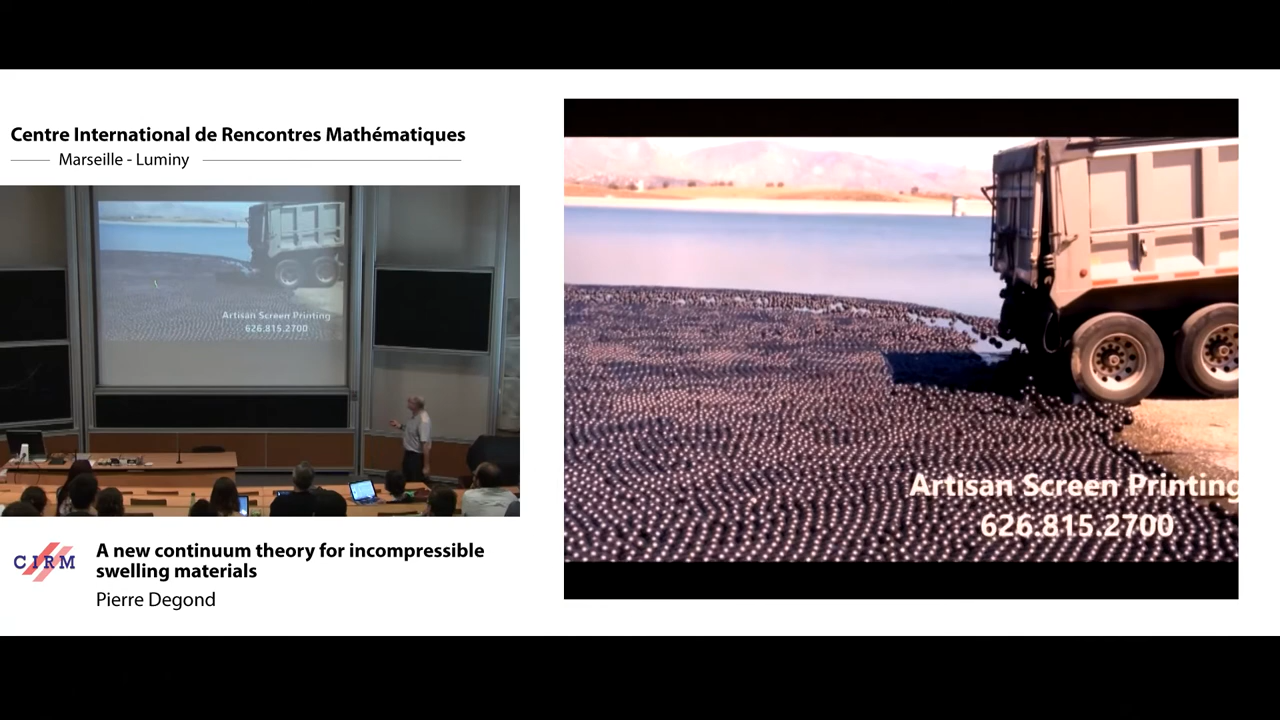 Centre International de Rencontres Mathématiques
Marseille - Luminy
Artisan Screen Printing
626.815.2700
CIRM
A new continuum theory for incompressible
swelling materials
Pierre Degond
Artisan Screen Printing
626.815.2700